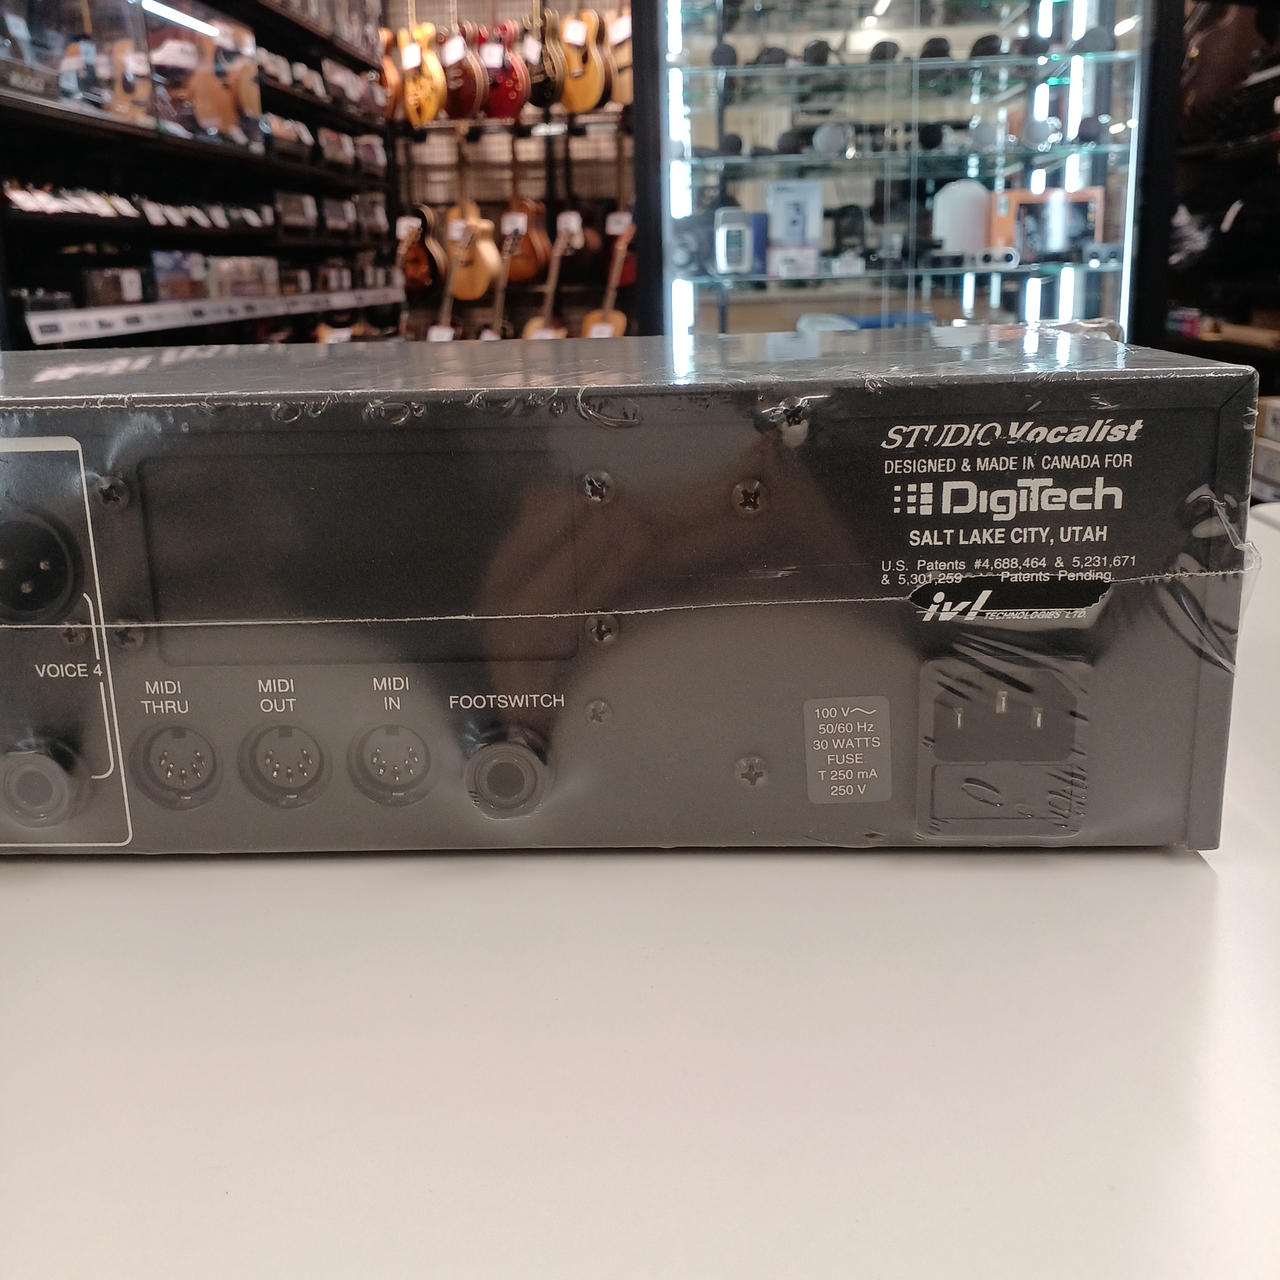 STUDIO Vocalist
DESIGNED & MADE IN CANADA FOR
DigiTech
SALT LAKE CITY, UTAH
U.S. Patents #4,688,464 & 5,231,671
& 5,301,259 Patents Pending.
ivl TECHNOLOGIES LTD.
VOICE 4
MIDI
THRU
MIDI
OUT
MIDI
IN
FOOTSWITCH
100 V~
50/60 Hz
30 WATTS
FUSE
T 250 mA
250 V